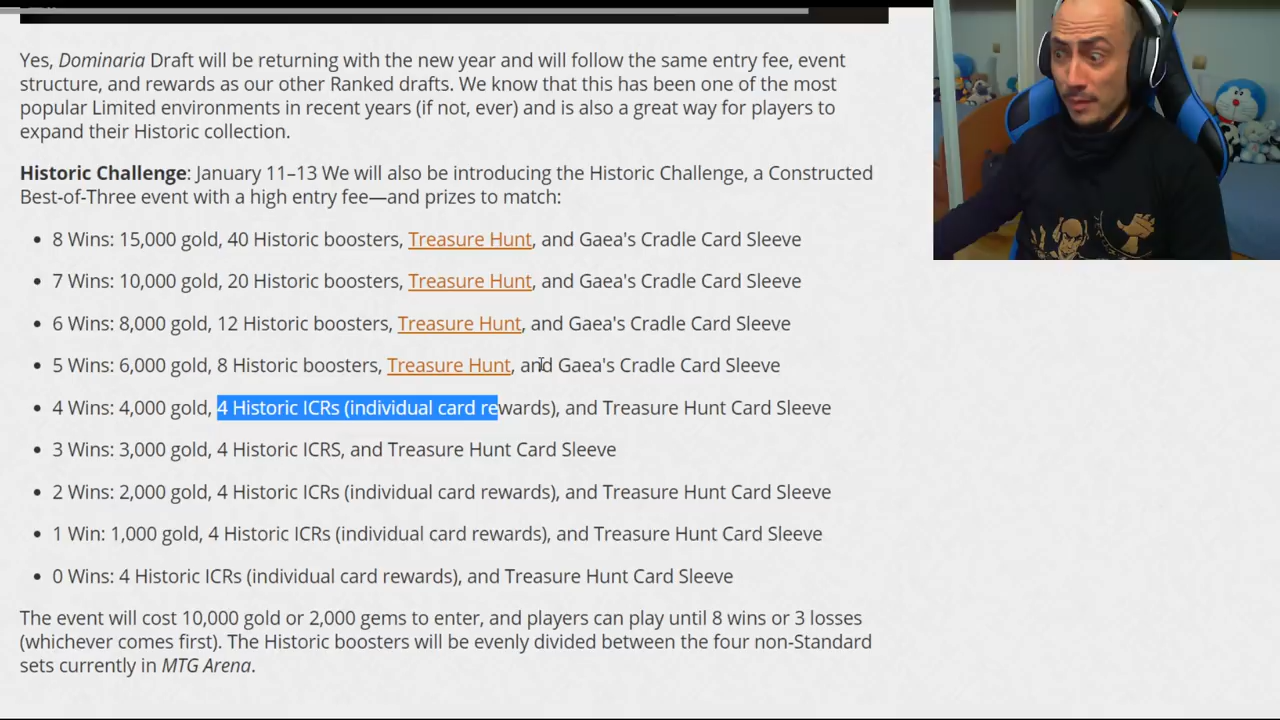 Yes, Dominaria Draft will be returning with the new year and will follow the same entry fee, event
structure, and rewards as our other Ranked drafts. We know that this has been one of the most
popular Limited environments in recent years (if not, ever) and is also a great way for players to
expand their Historic collection.
Historic Challenge: January 11–13 We will also be introducing the Historic Challenge, a Constructed
Best-of-Three event with a high entry fee—and prizes to match:
• 8 Wins: 15,000 gold, 40 Historic boosters, Treasure Hunt, and Gaea's Cradle Card Sleeve
• 7 Wins: 10,000 gold, 20 Historic boosters, Treasure Hunt, and Gaea's Cradle Card Sleeve
• 6 Wins: 8,000 gold, 12 Historic boosters, Treasure Hunt, and Gaea's Cradle Card Sleeve
• 5 Wins: 6,000 gold, 8 Historic boosters, Treasure Hunt, and Gaea's Cradle Card Sleeve
• 4 Wins: 4,000 gold, 4 Historic ICRs (individual card rewards), and Treasure Hunt Card Sleeve
• 3 Wins: 3,000 gold, 4 Historic ICRS, and Treasure Hunt Card Sleeve
• 2 Wins: 2,000 gold, 4 Historic ICRs (individual card rewards), and Treasure Hunt Card Sleeve
• 1 Win: 1,000 gold, 4 Historic ICRs (individual card rewards), and Treasure Hunt Card Sleeve
• 0 Wins: 4 Historic ICRs (individual card rewards), and Treasure Hunt Card Sleeve
The event will cost 10,000 gold or 2,000 gems to enter, and players can play until 8 wins or 3 losses
(whichever comes first). The Historic boosters will be evenly divided between the four non-Standard
sets currently in MTG Arena.